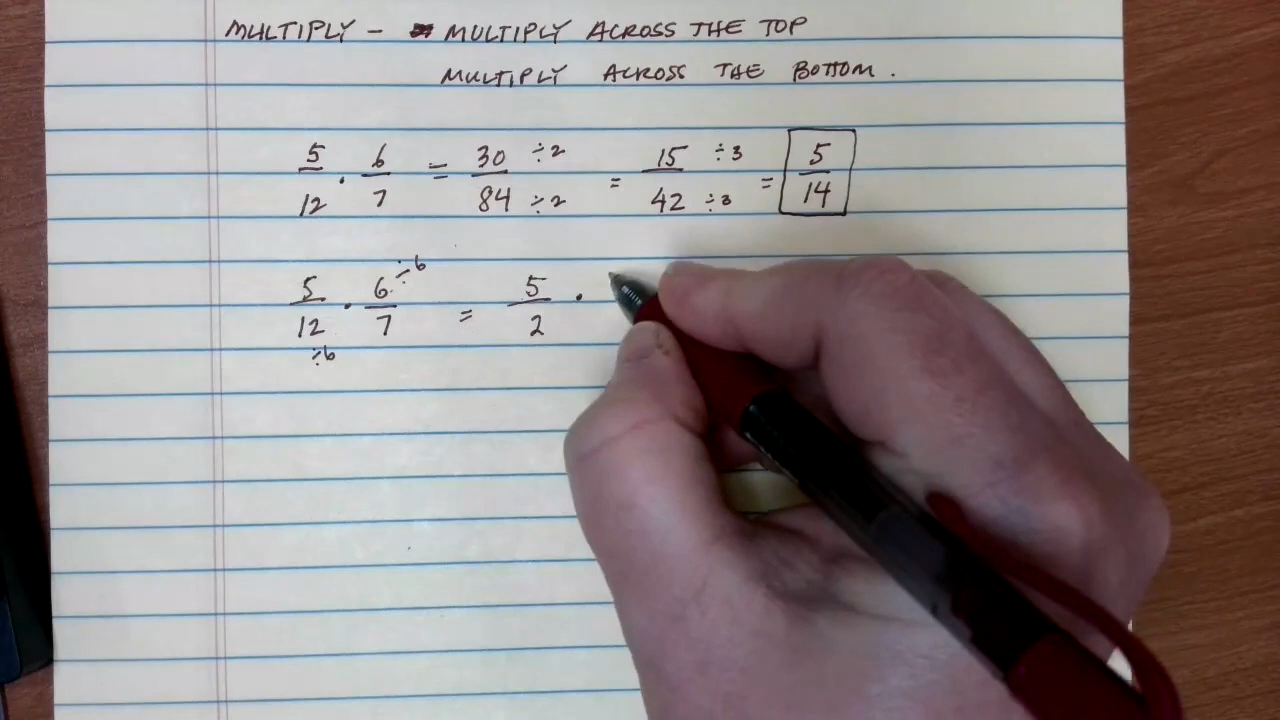 MULTIPLY - MULTIPLY ACROSS THE TOP
MULTIPLY ACROSS THE BOTTOM.
5/12 · 6/7 = 30/84 ÷2/÷2 = 15/42 ÷3/÷3 = 5/14
5/12 ÷6 · 6/7 ÷6 = 5/2 ·